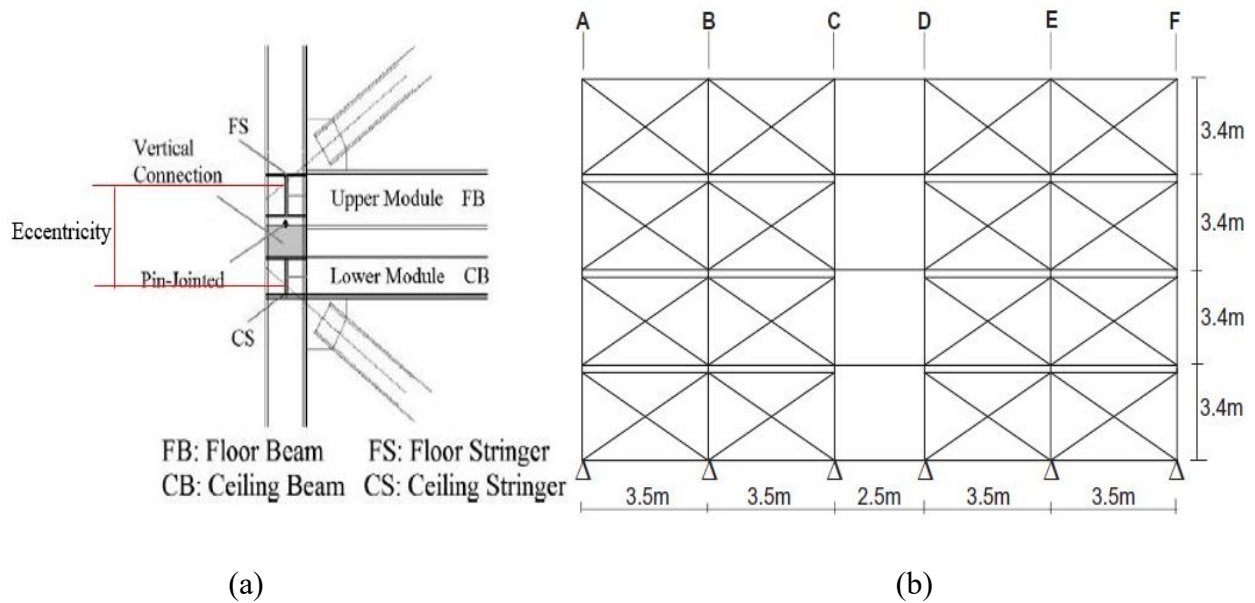 FS
Vertical
Connection
Upper Module FB
Eccentricity
Pin-Jointed
Lower Module CB
CS
FB: Floor Beam FS: Floor Stringer
CB: Ceiling Beam CS: Ceiling Stringer
(a)
A B C D E F
3.4m
3.4m
3.4m
3.4m
3.5m 3.5m 2.5m 3.5m 3.5m
(b)